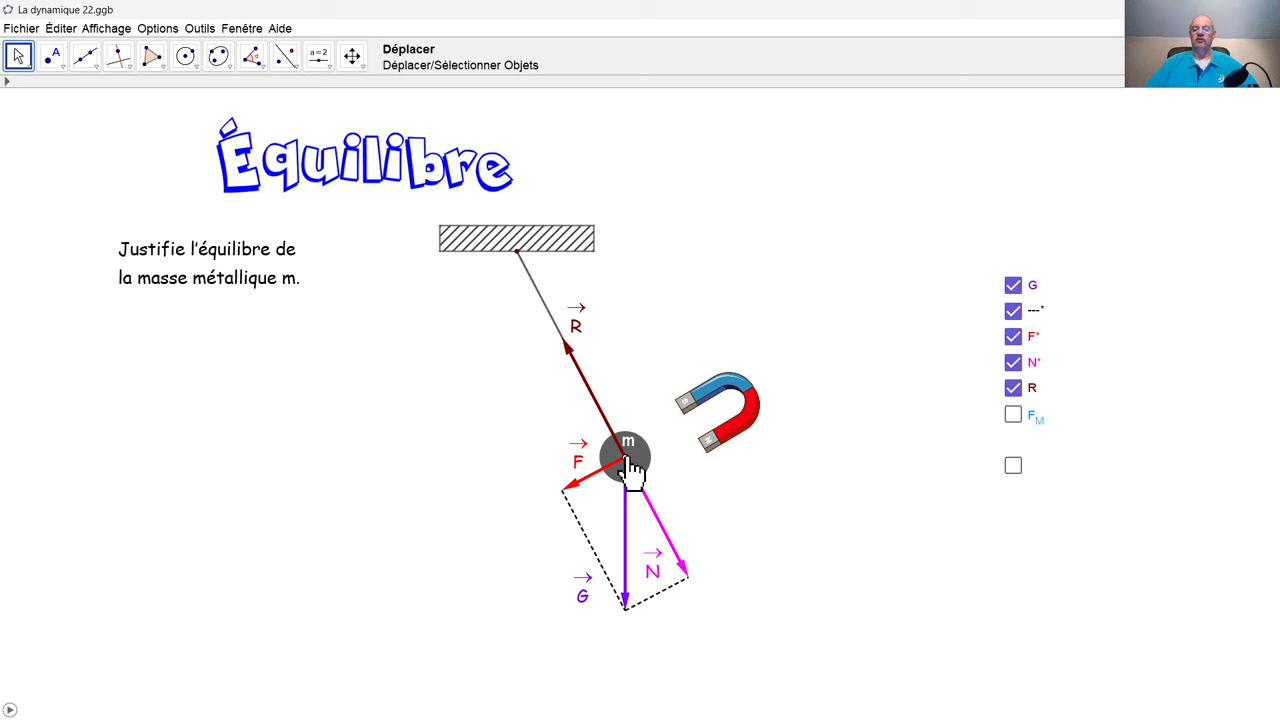 La dynamique 22.ggb
Fichier Éditer Affichage Options Outils Fenêtre Aide
A
a=2
Déplacer
Déplacer/Sélectionner Objets
Équilibre
Justifie l'équilibre de
la masse métallique m.
R
S
N
m
F
N
G
G
---*
F*
N*
R
FM